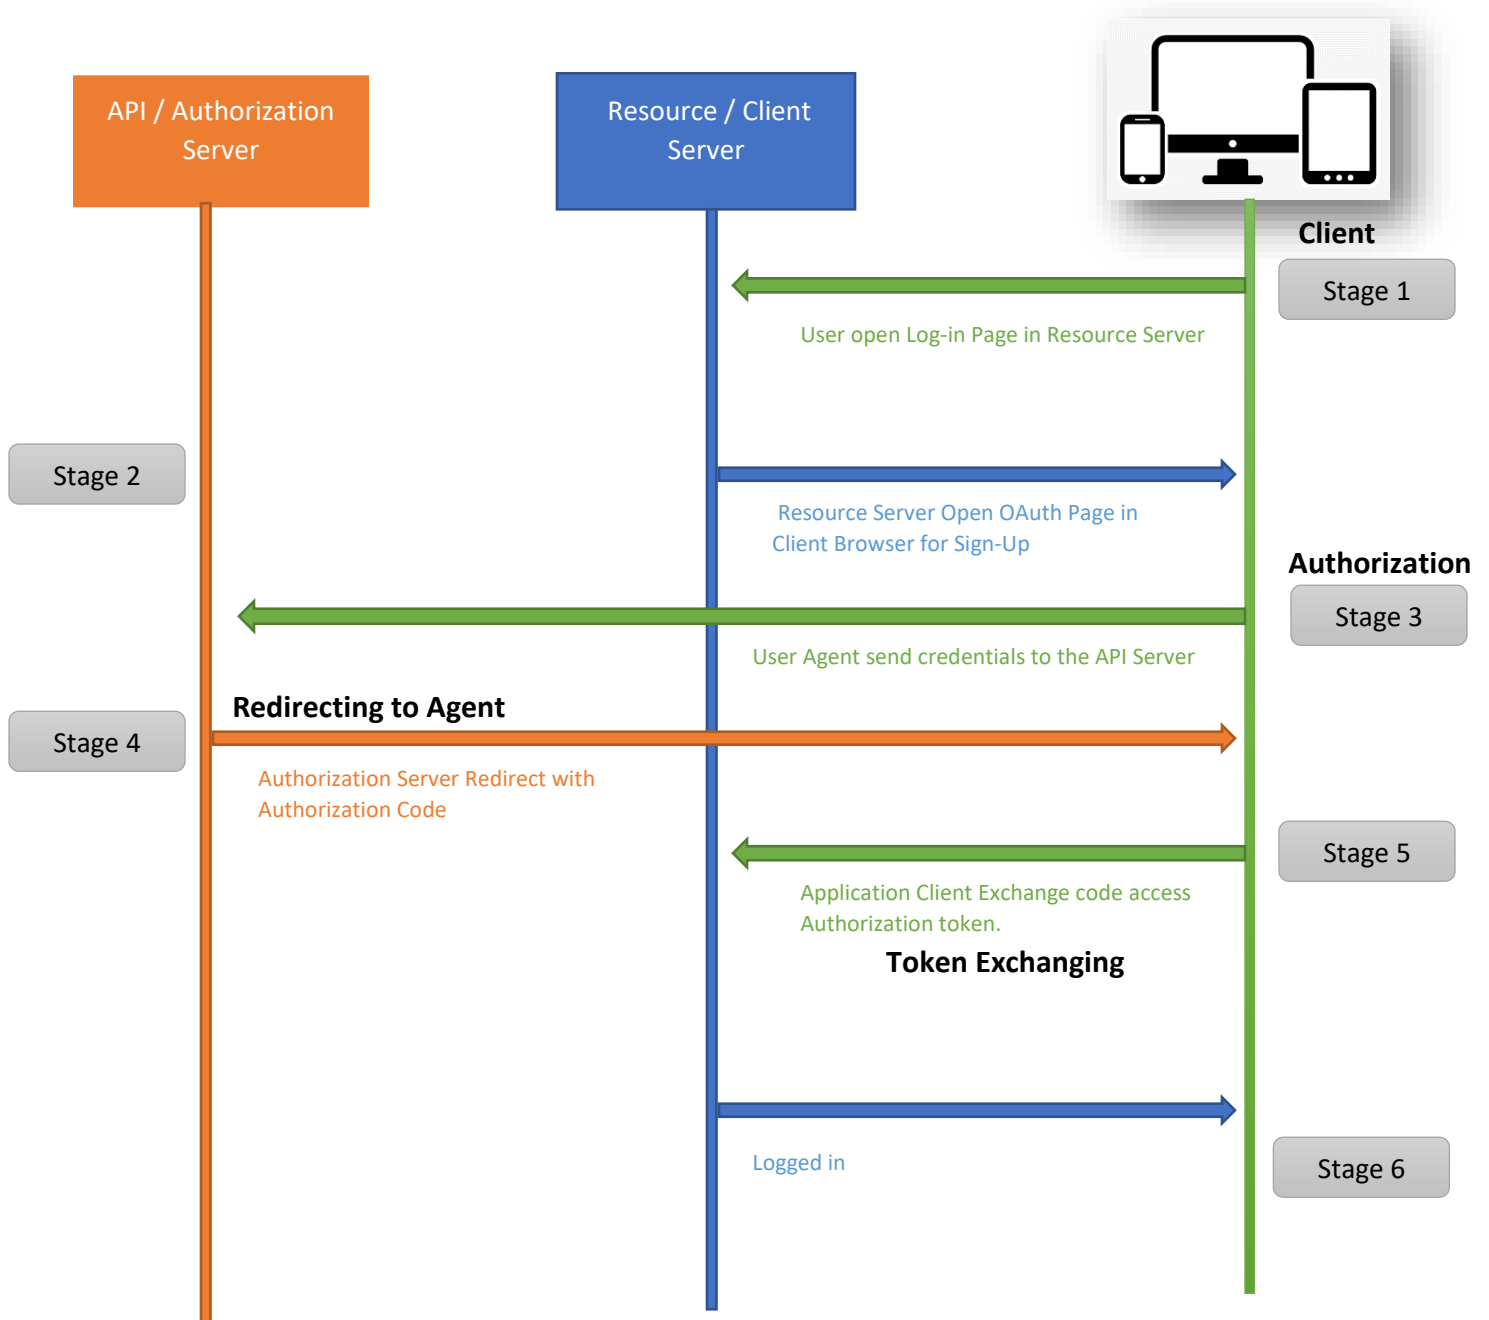 API / Authorization
Server
Resource / Client
Server
Client
Stage 1
User open Log-in Page in Resource Server
Stage 2
Resource Server Open OAuth Page in
Client Browser for Sign-Up
Authorization
Stage 3
User Agent send credentials to the API Server
Redirecting to Agent
Stage 4
Authorization Server Redirect with
Authorization Code
Stage 5
Application Client Exchange code access
Authorization token.
Token Exchanging
Logged in
Stage 6